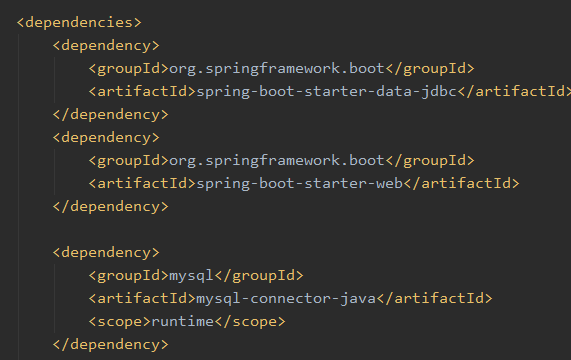 <dependencies>
<dependency>
<groupId>org.springframework.boot</groupId>
<artifactId>spring-boot-starter-data-jdbc</artifactId>
</dependency>
<dependency>
<groupId>org.springframework.boot</groupId>
<artifactId>spring-boot-starter-web</artifactId>
</dependency>
<dependency>
<groupId>mysql</groupId>
<artifactId>mysql-connector-java</artifactId>
<scope>runtime</scope>
</dependency>